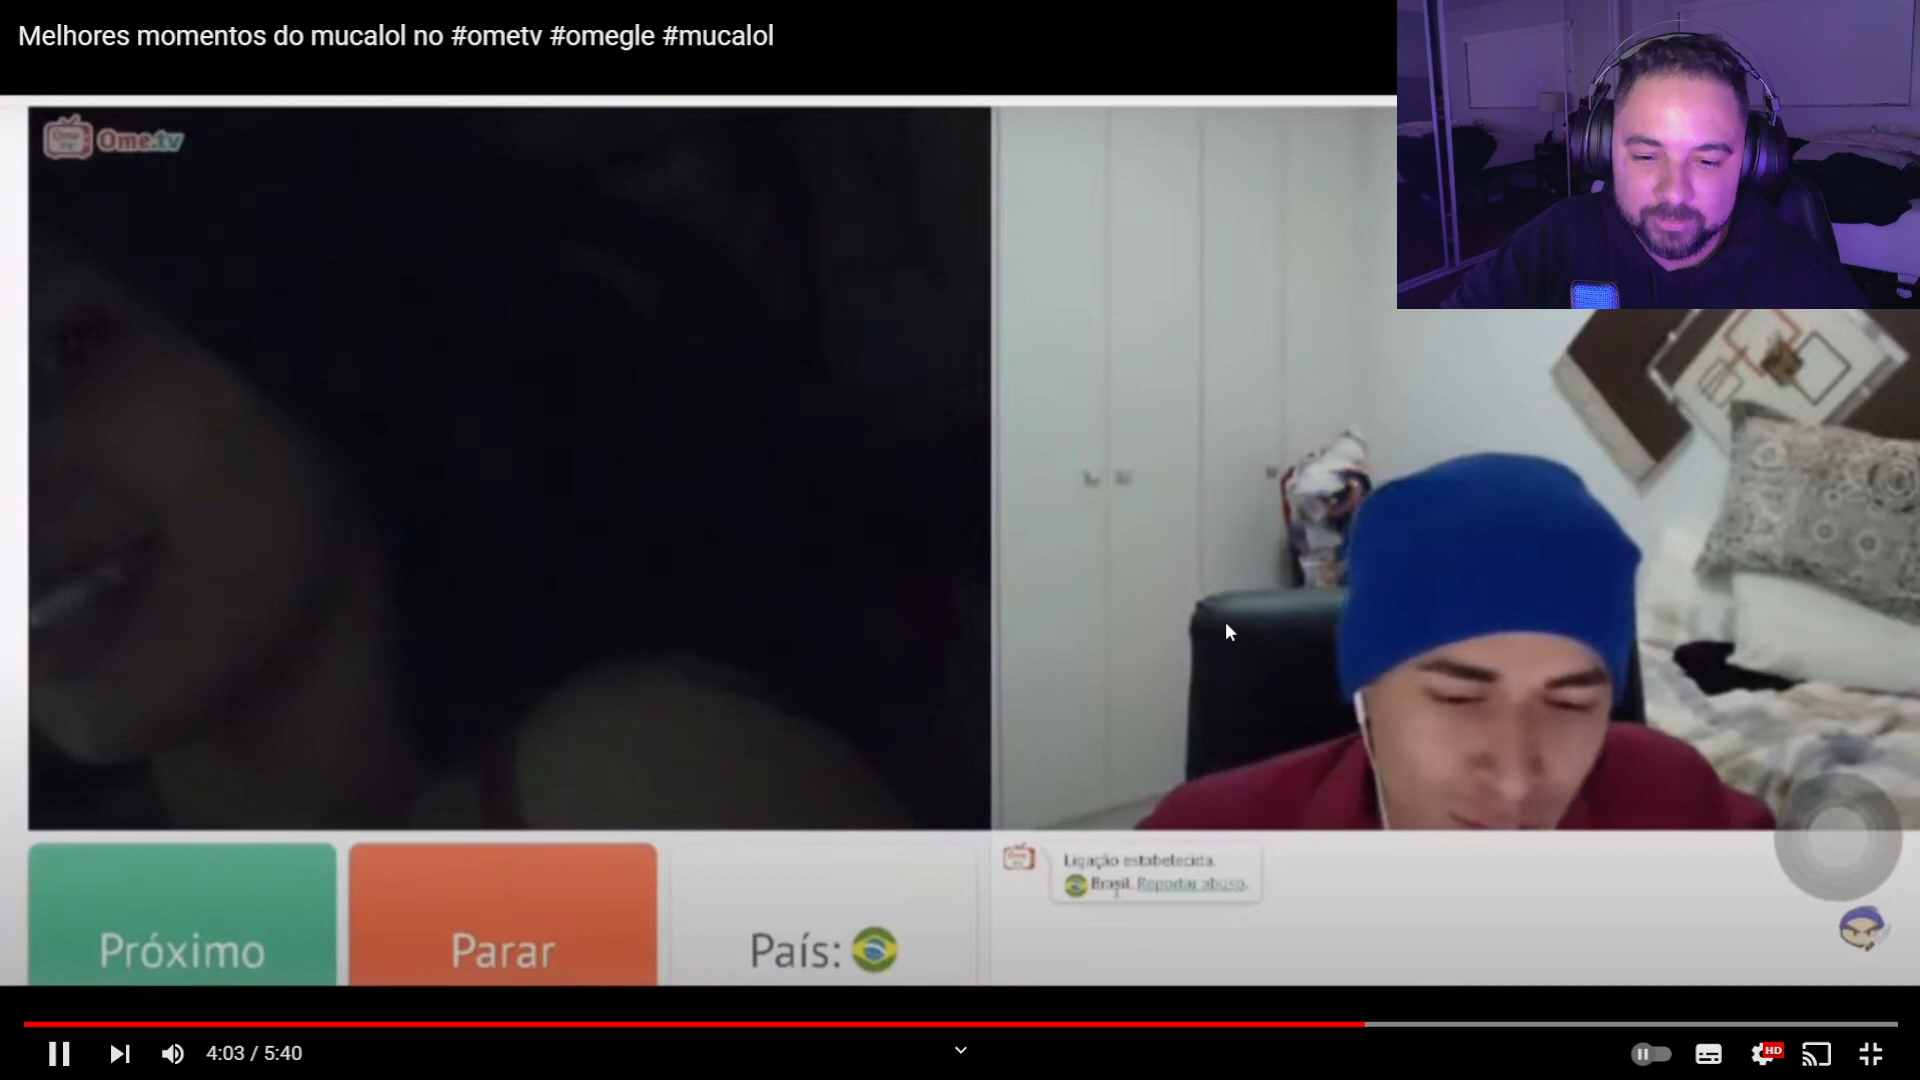 Melhores momentos do mucalol no #ometv #omegle #mucalol
Ome.tv
Ligação estabelecida.
Brasil. Reportar abuso.
Próximo
Parar
País:
4:03 / 5:40
HD